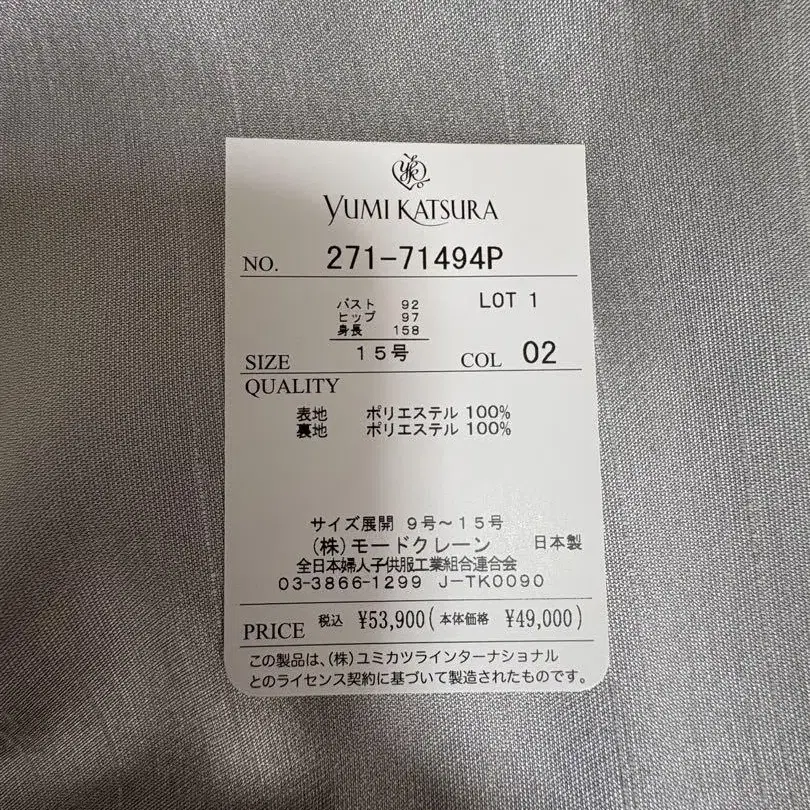 YK
YUMI KATSURA
NO. 271-71494P
バスト 92
ヒップ 97
身長 158
LOT 1
SIZE 15号 COL 02
QUALITY
表地 ポリエステル 100%
裏地 ポリエステル 100%
サイズ展開 9号~15号
(株)モードクレーン 日本製
全日本婦人子供服工業組合連合会
03-3866-1299 J-TK0090
PRICE 税込 ¥53,900(本体価格 ¥49,000)
この製品は、(株)ユミカツラインターナショナル
とのライセンス契約に基づいて製造されたものです。